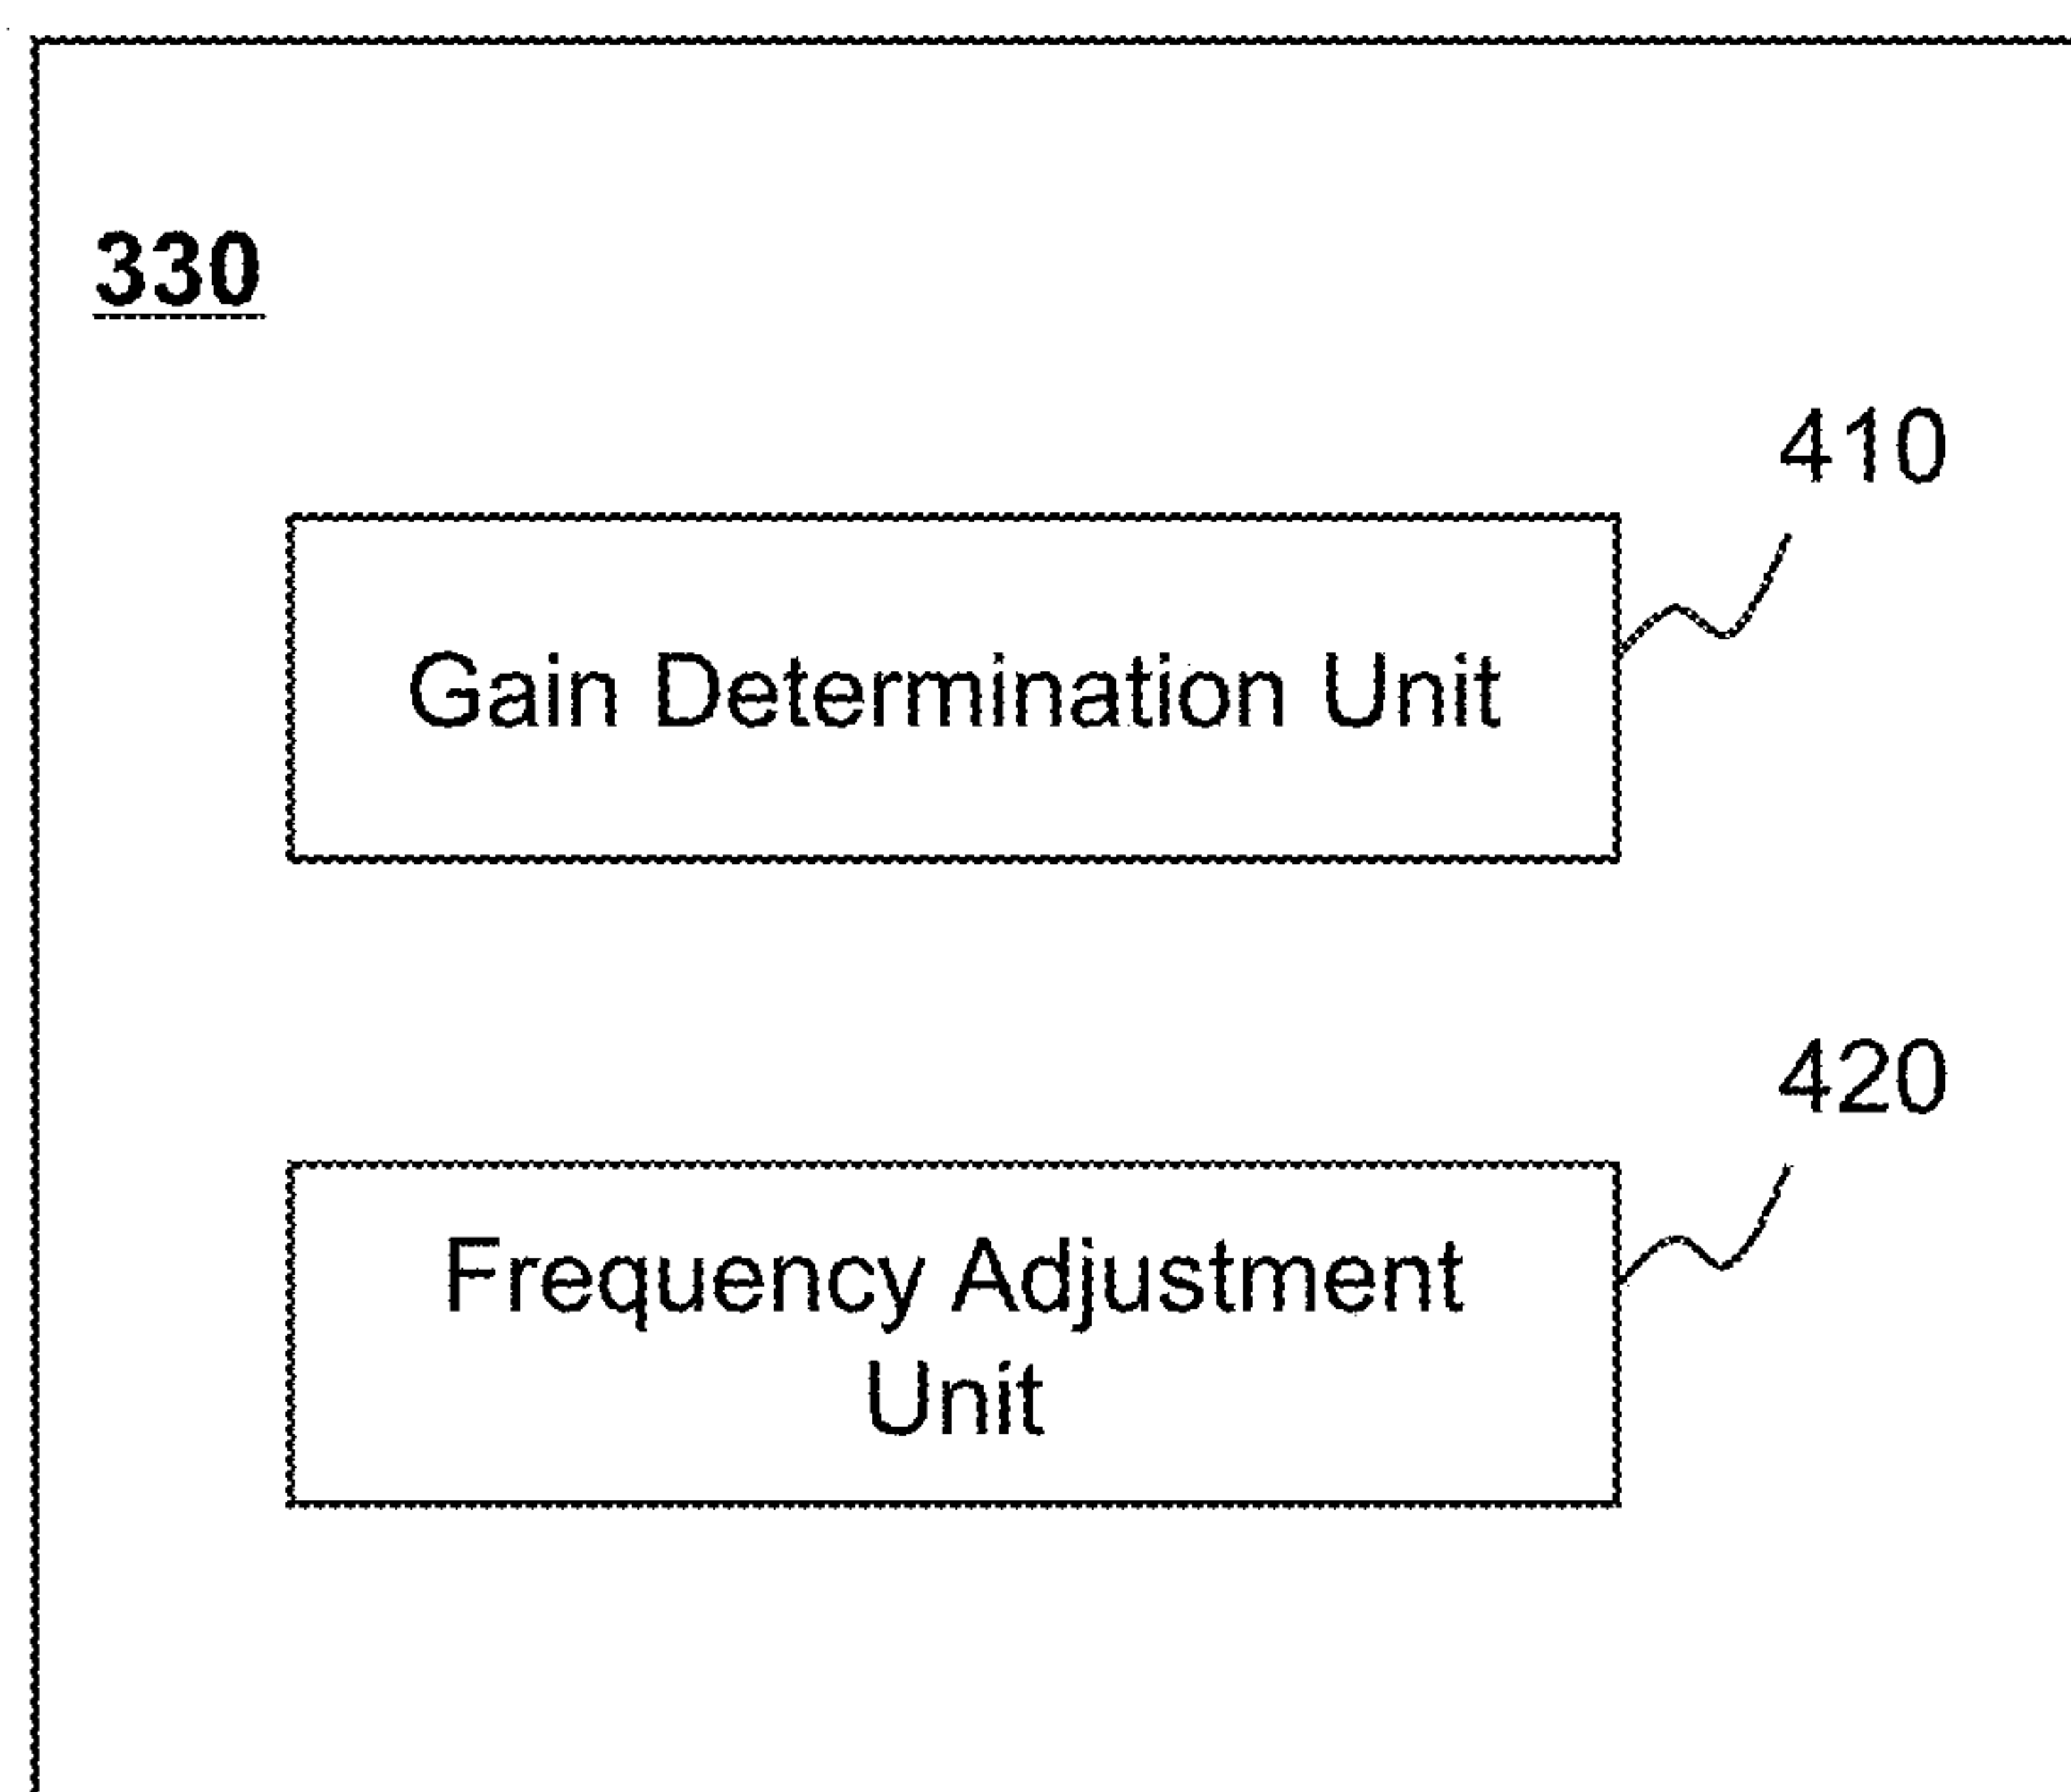 330
410
Gain Determination Unit
420
Frequency Adjustment
Unit